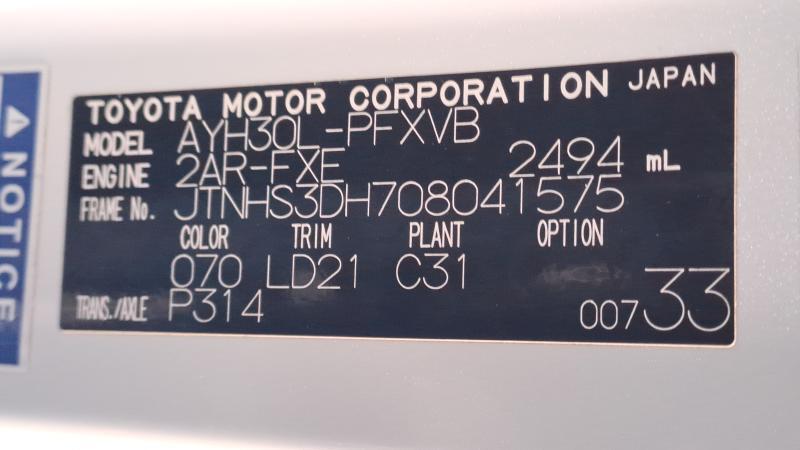 TOYOTA MOTOR CORPORATION JAPAN
MODEL AYH30L-PFXVB
ENGINE 2AR-FXE 2494 mL
FRAME No. JTNHS3DH708041575
COLOR TRIM PLANT OPTION
070 LD21 C31
TRANS./AXLE P314 00733
NOTICE